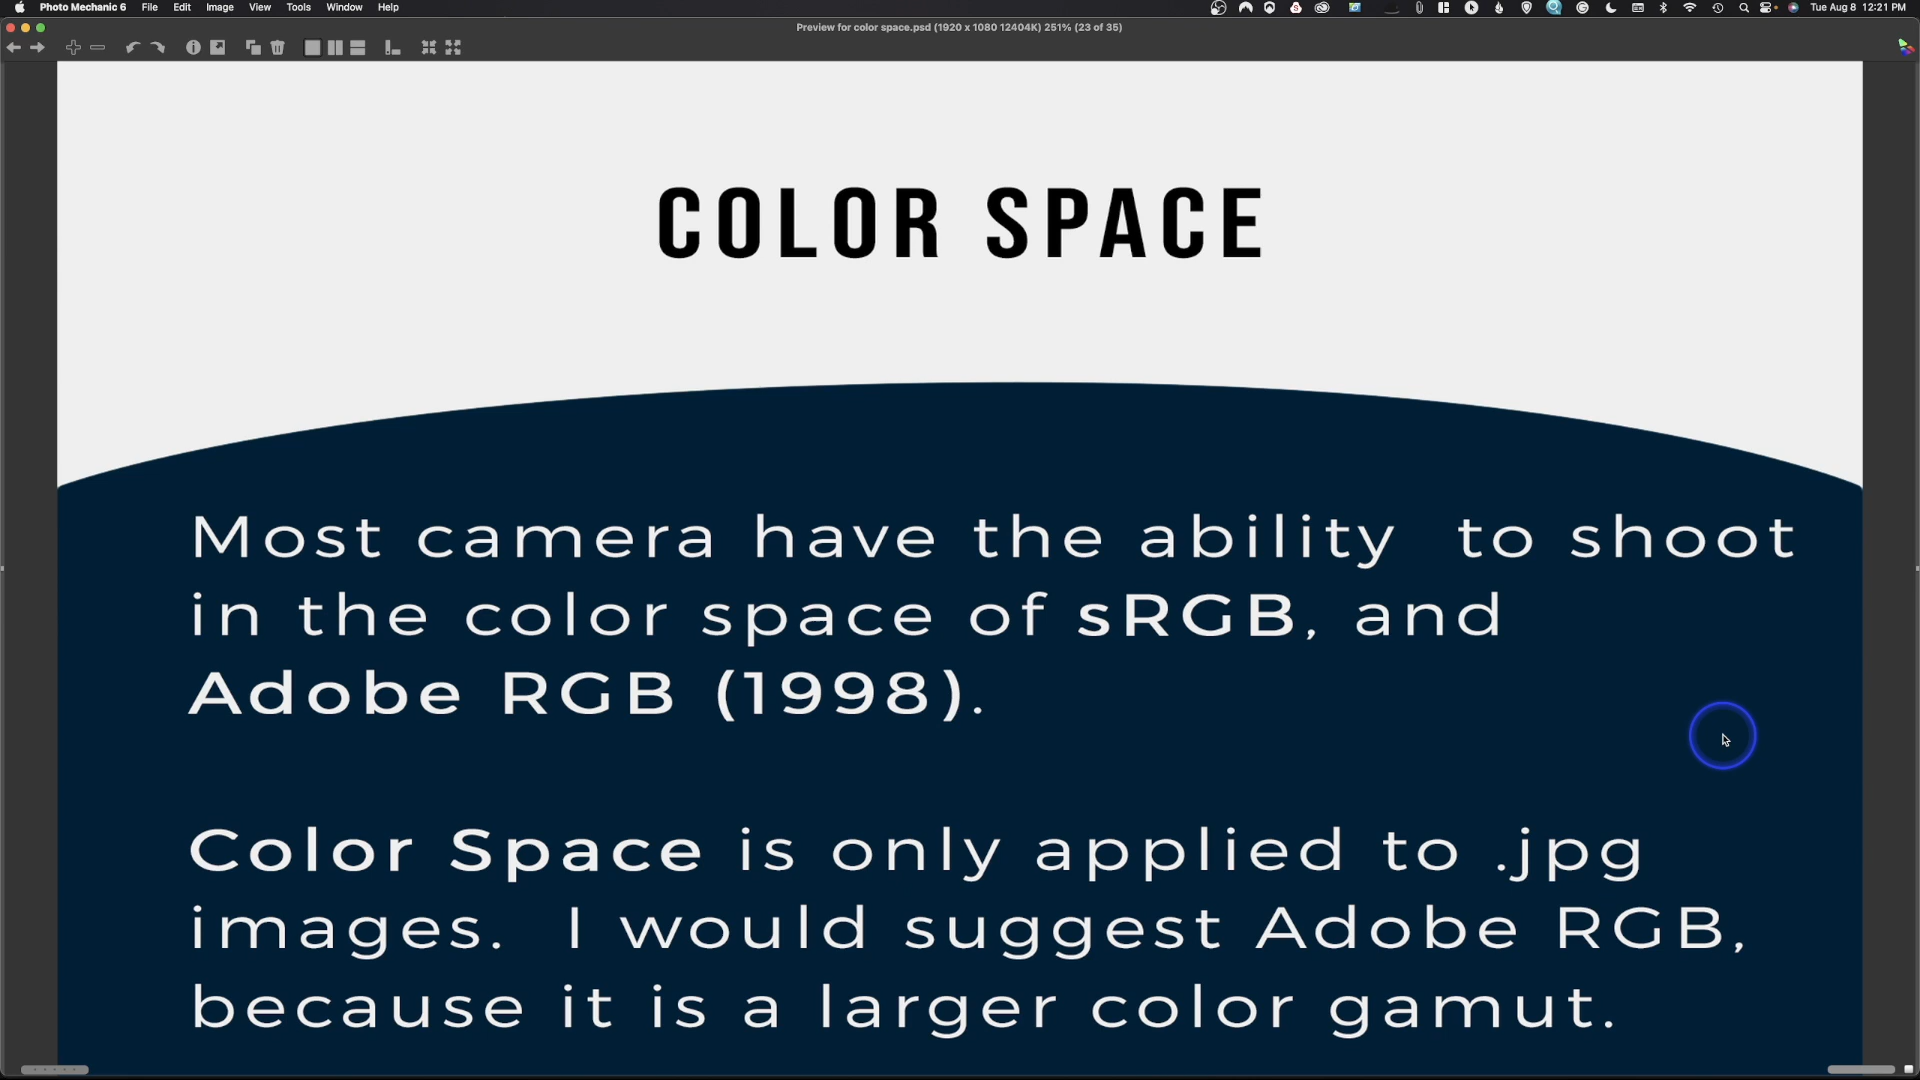 Photo Mechanic 6 File Edit Image View Tools Window Help Tue Aug 8 12:21 PM
Preview for color space.psd (1920 x 1080 12404K) 251% (23 of 35)
COLOR SPACE
Most camera have the ability to shoot
in the color space of sRGB, and
Adobe RGB (1998).
Color Space is only applied to .jpg
images. I would suggest Adobe RGB,
because it is a larger color gamut.